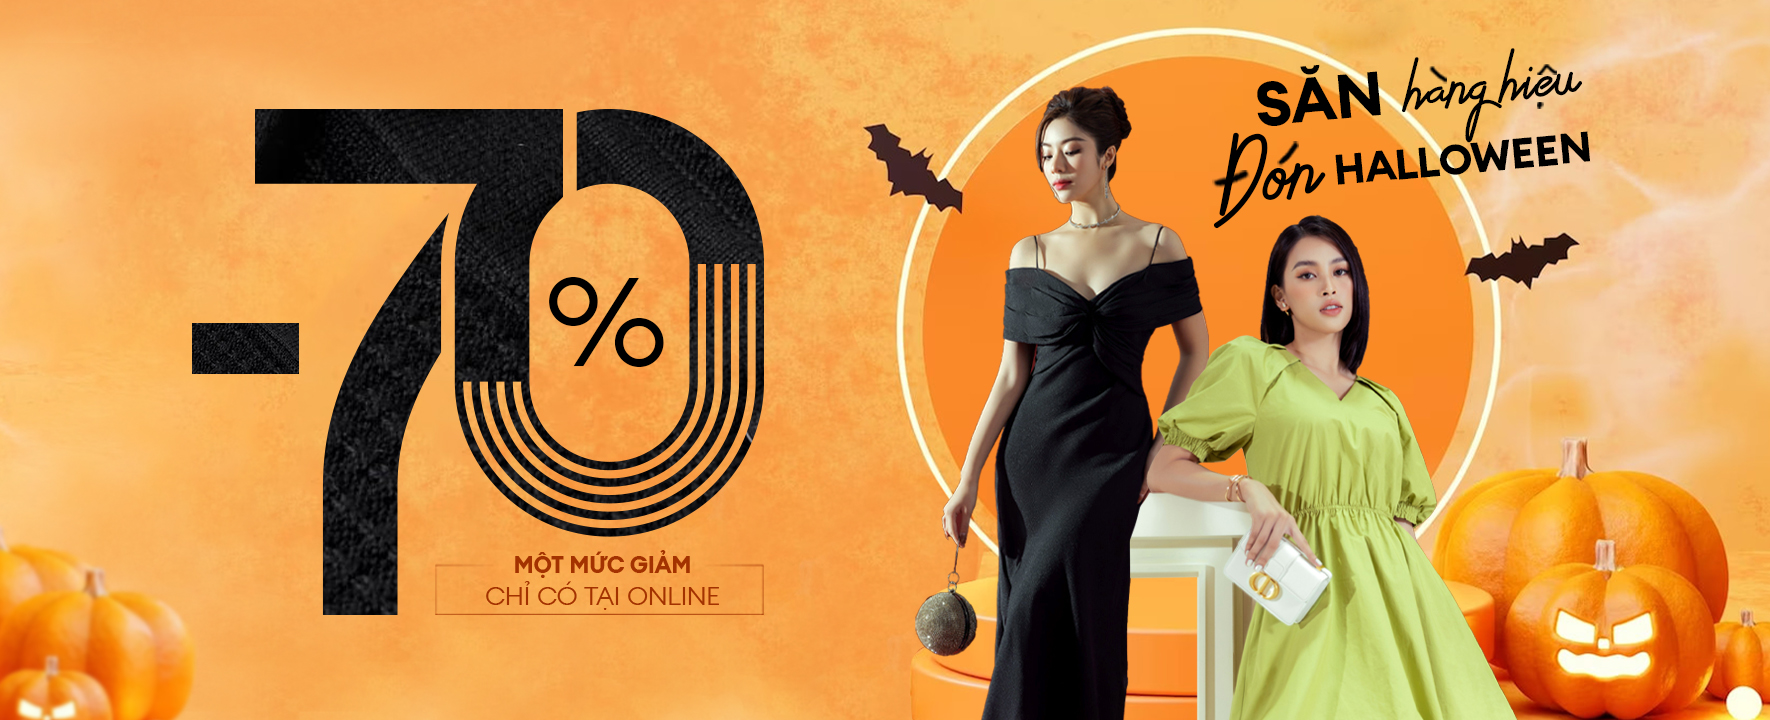 -70%
MỘT MỨC GIẢM
CHỈ CÓ TẠI ONLINE
SĂN hàng hiệu
Đón HALLOWEEN